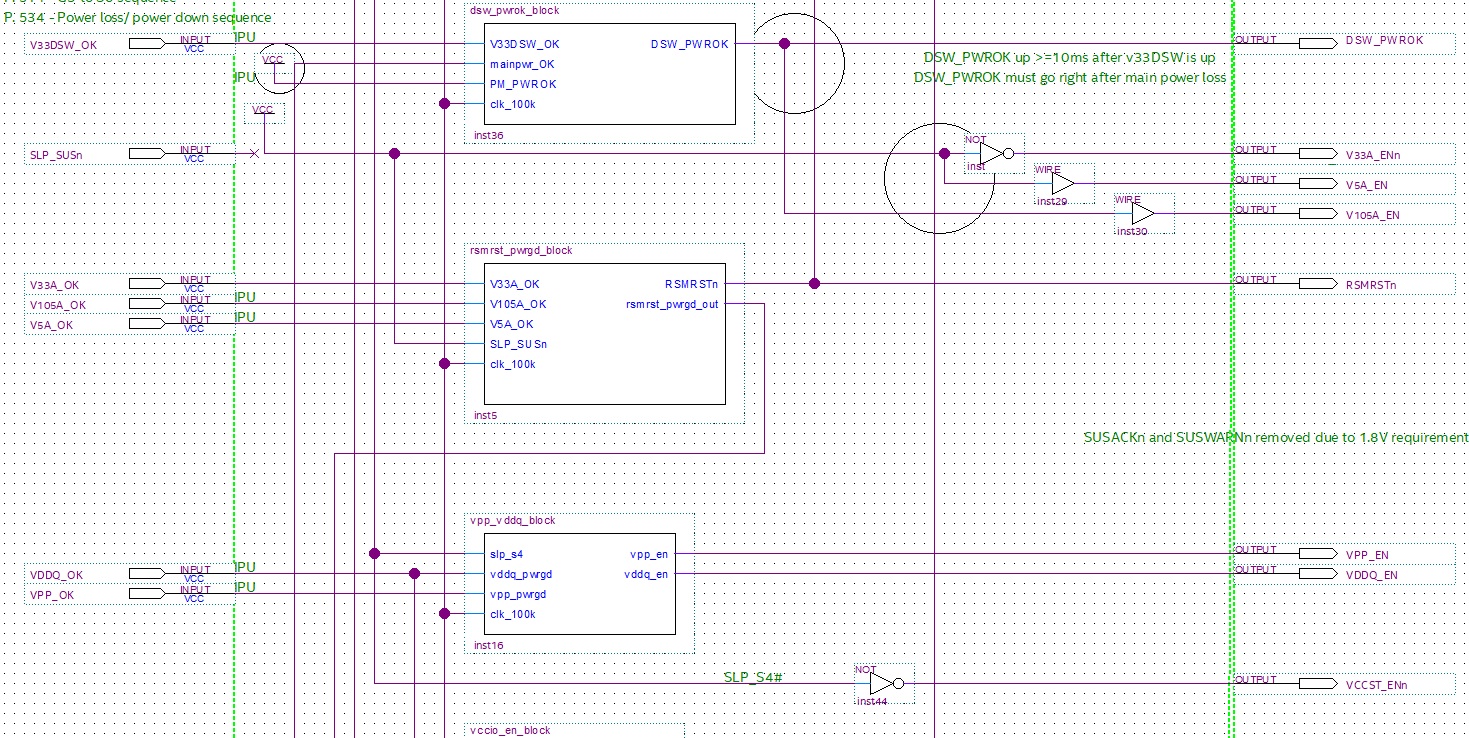 dsw_pwrok_block
P. 534 - Power loss/ power down sequence
V33DSW_OK
INPUT
VCC
IPU
VCC
IPU
V33DSW_OK
mainpwr_OK
PM_PWROK
clk_100k
DSW_PWROK
inst36
DSW_PWROK up >=10ms after v33DSW is up
DSW_PWROK must go right after main power loss
OUTPUT
DSW_PWROK
VCC
SLP_SUSn
INPUT
VCC
NOT
inst
OUTPUT
V33A_ENn
WIRE
inst29
OUTPUT
V5A_EN
WIRE
inst30
OUTPUT
V105A_EN
rsmrst_pwrgd_block
V33A_OK
INPUT
VCC
V105A_OK
INPUT
VCC
IPU
V5A_OK
INPUT
VCC
IPU
V33A_OK
V105A_OK
V5A_OK
SLP_SUSn
clk_100k
RSMRSTn
rsmrst_pwrgd_out
inst5
OUTPUT
RSMRSTn
SUSACKn and SUSWARNn removed due to 1.8V requirement
vpp_vddq_block
VDDQ_OK
INPUT
VCC
IPU
VPP_OK
INPUT
VCC
IPU
slp_s4
vddq_pwrgd
vpp_pwrgd
clk_100k
vpp_en
vddq_en
inst16
OUTPUT
VPP_EN
OUTPUT
VDDQ_EN
SLP_S4#
NOT
inst44
OUTPUT
VCCST_ENn
vccio_en_block